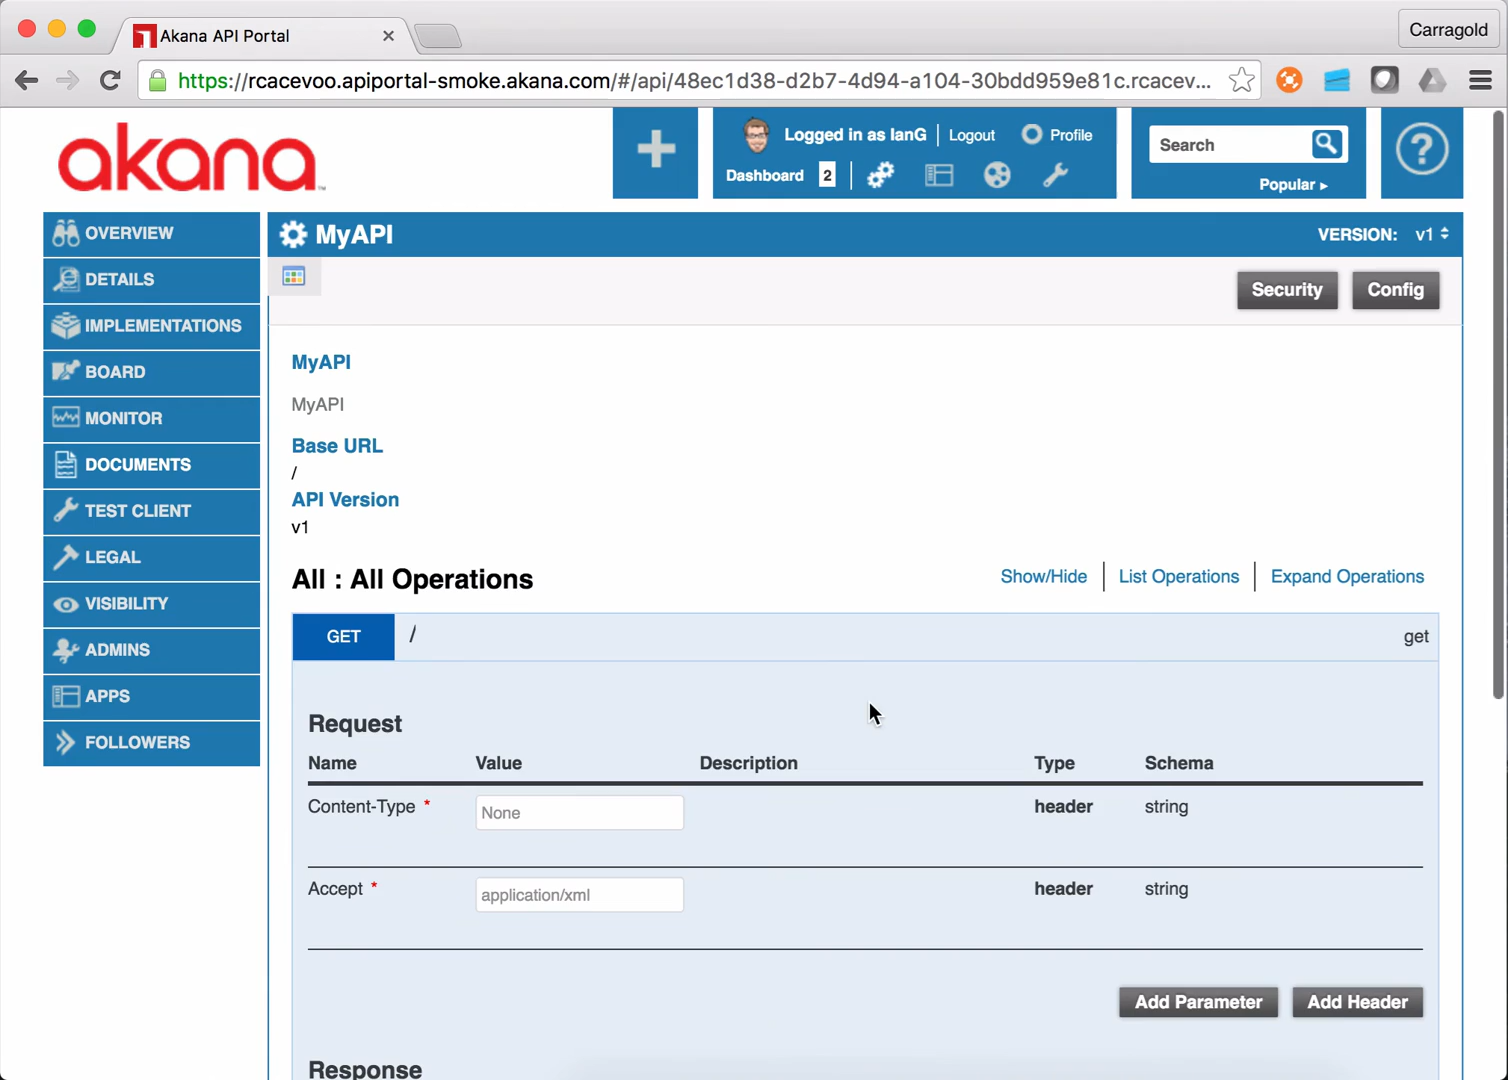 Akana API Portal
Carragold
https://rcacevoo.apiportal-smoke.akana.com/#/api/48ec1d38-d2b7-4d94-a104-30bdd959e81c.rcacev...
akana
Logged in as IanG Logout Profile
Dashboard 2
Search
Popular
?
OVERVIEW
DETAILS
IMPLEMENTATIONS
BOARD
MONITOR
DOCUMENTS
TEST CLIENT
LEGAL
VISIBILITY
ADMINS
APPS
FOLLOWERS
MyAPI VERSION: v1
Security Config
MyAPI
MyAPI
Base URL
/
API Version
v1
All : All Operations Show/Hide List Operations Expand Operations
GET / get
Request
Name Value Description Type Schema
Content-Type * None header string
Accept * application/xml header string
Add Parameter Add Header
Response